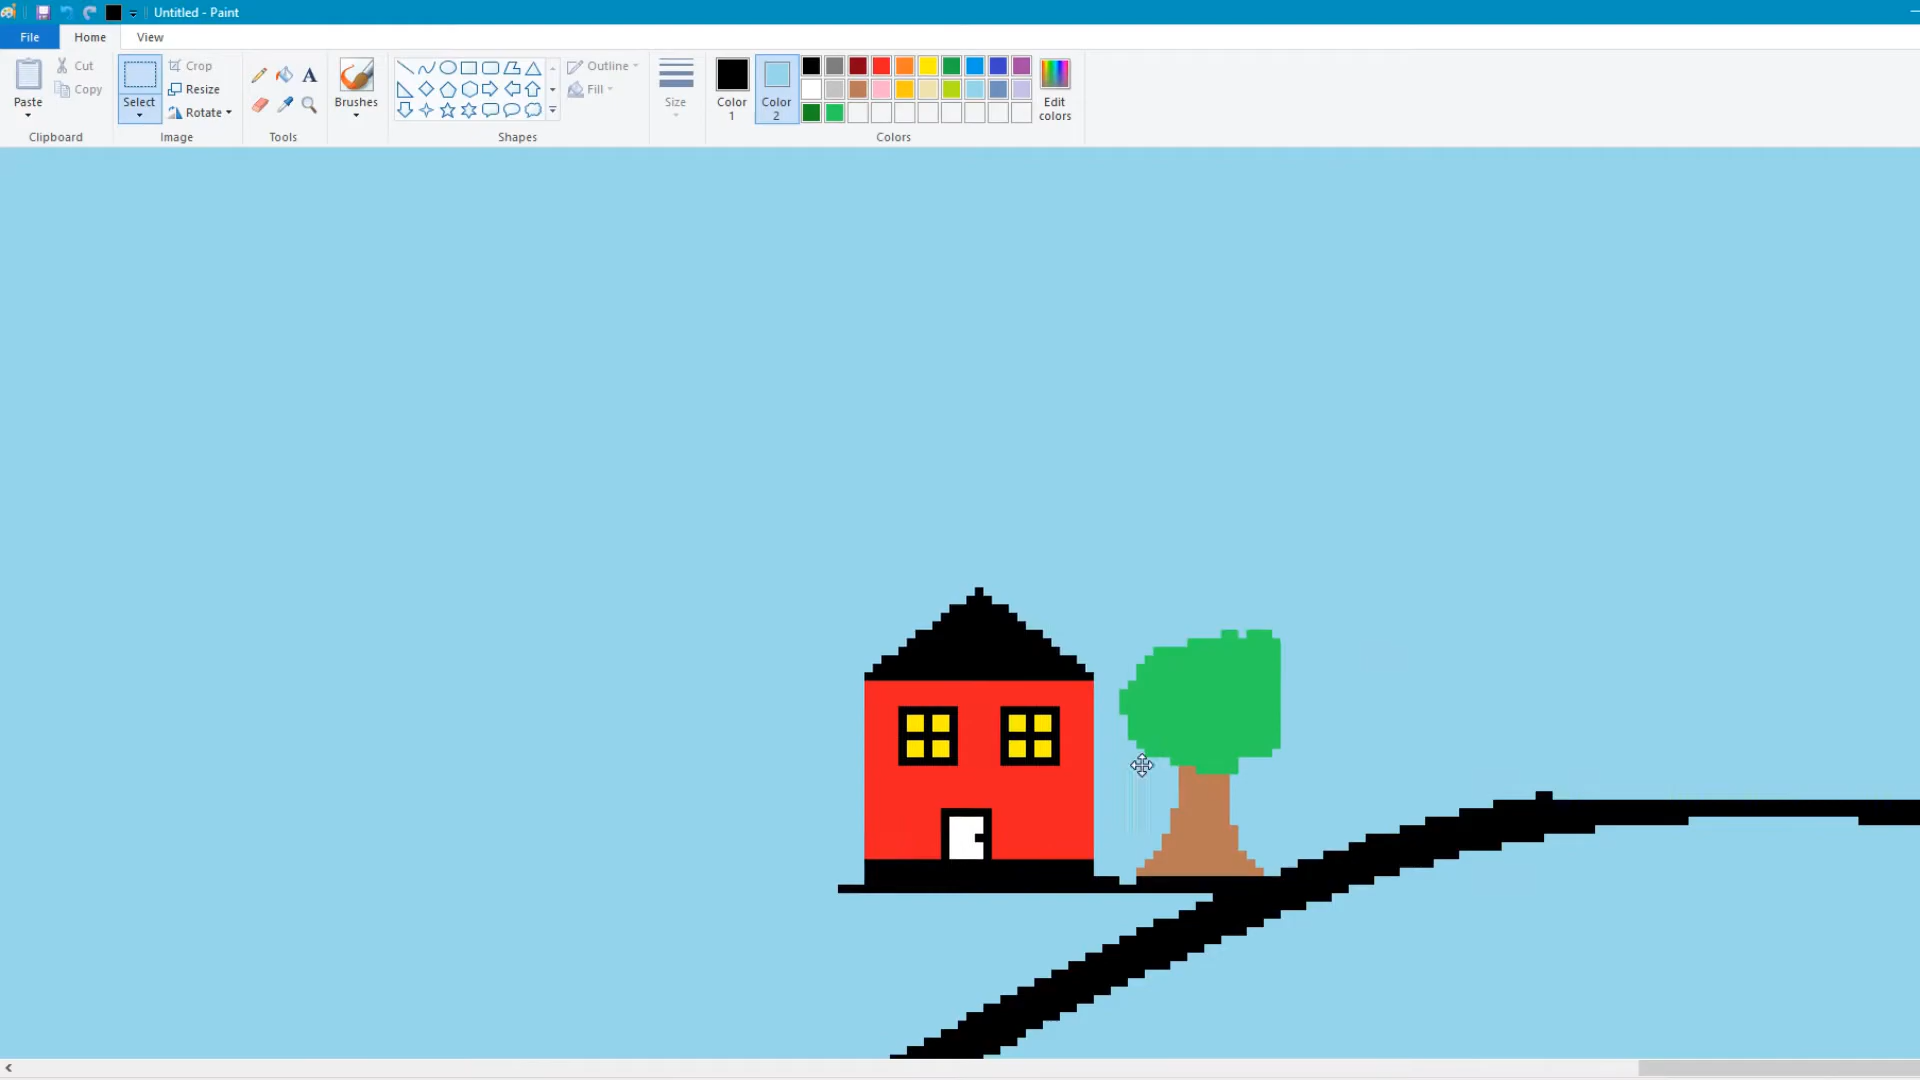 Untitled - Paint
File Home View
Paste Cut Copy
Clipboard
Select Crop Resize Rotate
Image
A
Tools
Brushes
Shapes
Outline
Fill
Size
Color 1
Color 2
Edit colors
Colors